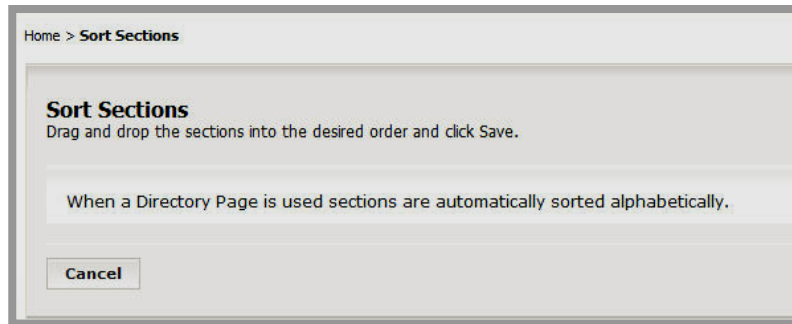 Home > Sort Sections
Sort Sections
Drag and drop the sections into the desired order and click Save.
When a Directory Page is used sections are automatically sorted alphabetically.
Cancel